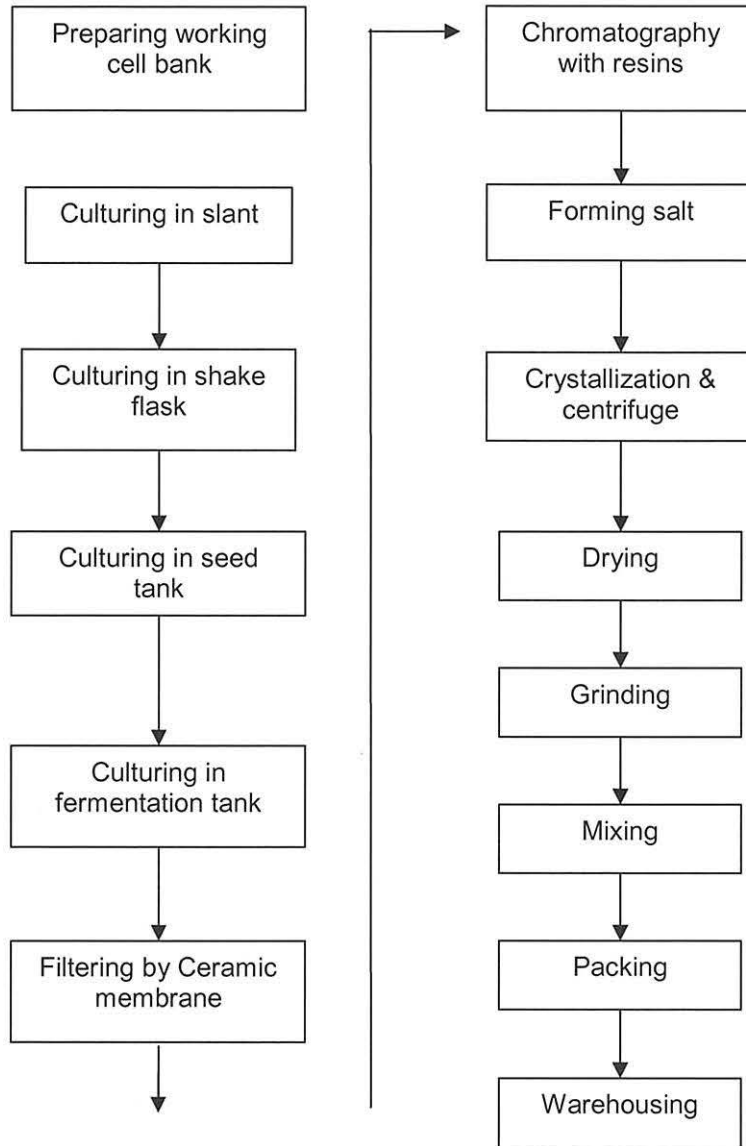 Preparing working
cell bank
Culturing in slant
Culturing in shake
flask
Culturing in seed
tank
Culturing in
fermentation tank
Filtering by Ceramic
membrane
Chromatography
with resins
Forming salt
Crystallization &
centrifuge
Drying
Grinding
Mixing
Packing
Warehousing